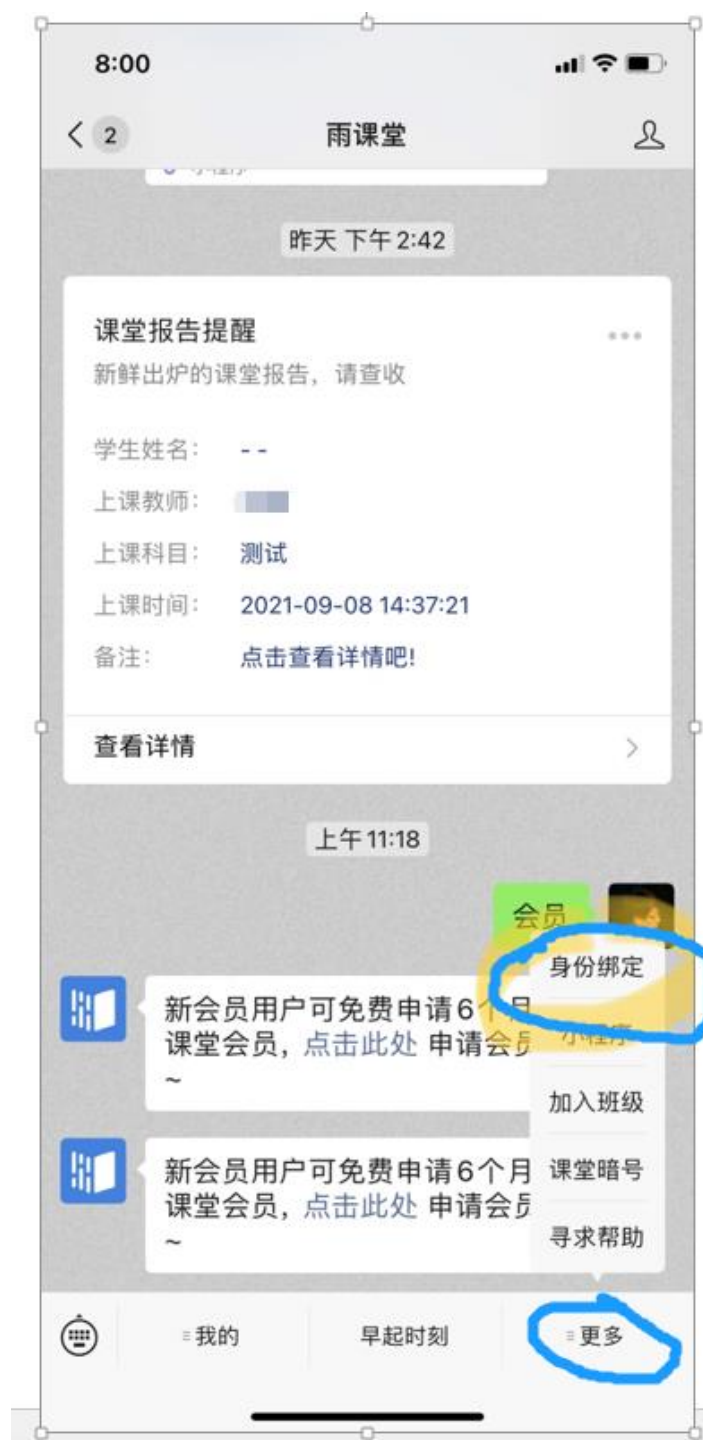 8:00
2
雨课堂
小程序
昨天 下午 2:42
课堂报告提醒
新鲜出炉的课堂报告，请查收
学生姓名： - -
上课教师：
上课科目： 测试
上课时间： 2021-09-08 14:37:21
备注： 点击查看详情吧!
查看详情
上午 11:18
会员
身份绑定
新会员用户可免费申请6个月
课堂会员，点击此处 申请会员
~
小程序
加入班级
新会员用户可免费申请6个月
课堂会员，点击此处 申请会员
~
课堂暗号
寻求帮助
我的
早起时刻
更多